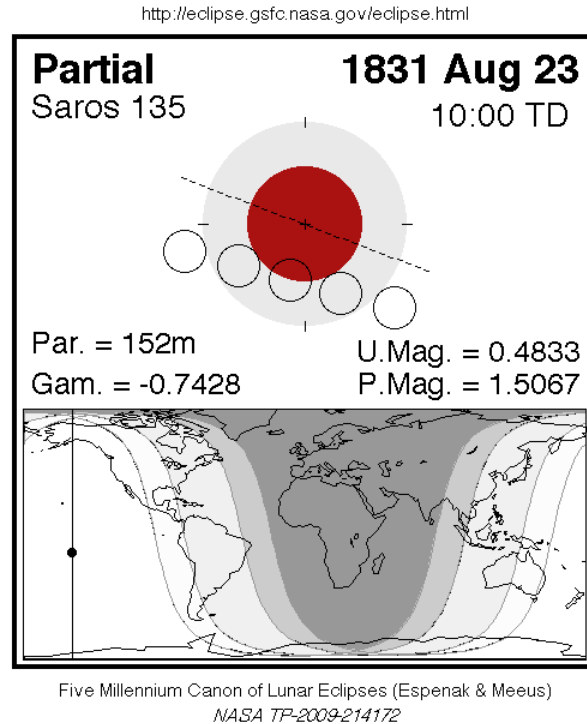 http://eclipse.gsfc.nasa.gov/eclipse.html
Partial 1831 Aug 23
Saros 135 10:00 TD
Par. = 152m U.Mag. = 0.4833
Gam. = -0.7428 P.Mag. = 1.5067
Five Millennium Canon of Lunar Eclipses (Espenak & Meeus)
NASA TP-2009-214172